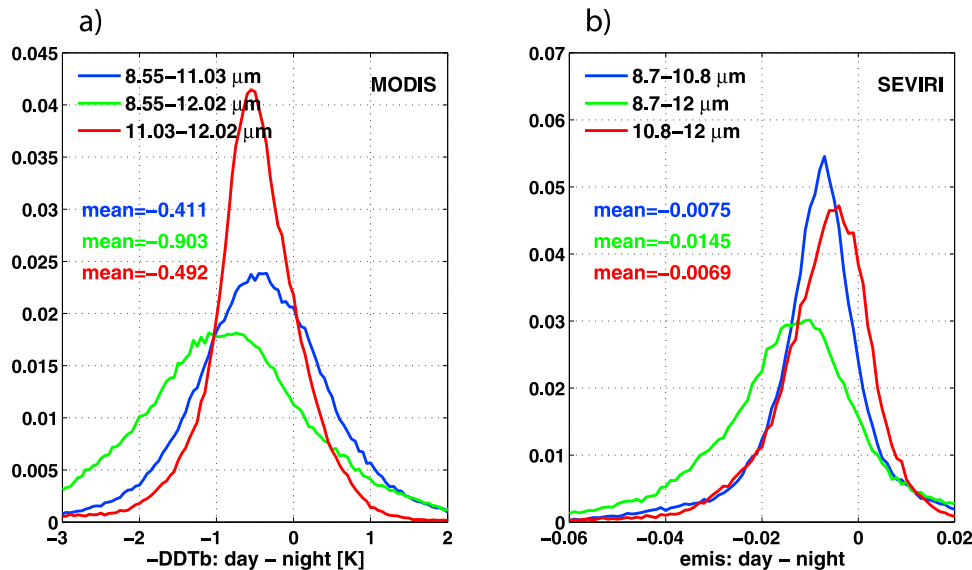 a)
0.045
0.04
0.035
0.03
0.025
0.02
0.015
0.01
0.005
0
8.55−11.03 μm
8.55−12.02 μm
11.03−12.02 μm
MODIS
mean=−0.411
mean=−0.903
mean=−0.492
−3 −2 −1 0 1 2
−DDTb: day − night [K]
b)
0.07
0.06
0.05
0.04
0.03
0.02
0.01
0
8.7−10.8 μm
8.7−12 μm
10.8−12 μm
SEVIRI
mean=−0.0075
mean=−0.0145
mean=−0.0069
−0.06 −0.04 −0.02 0 0.02
emis: day − night